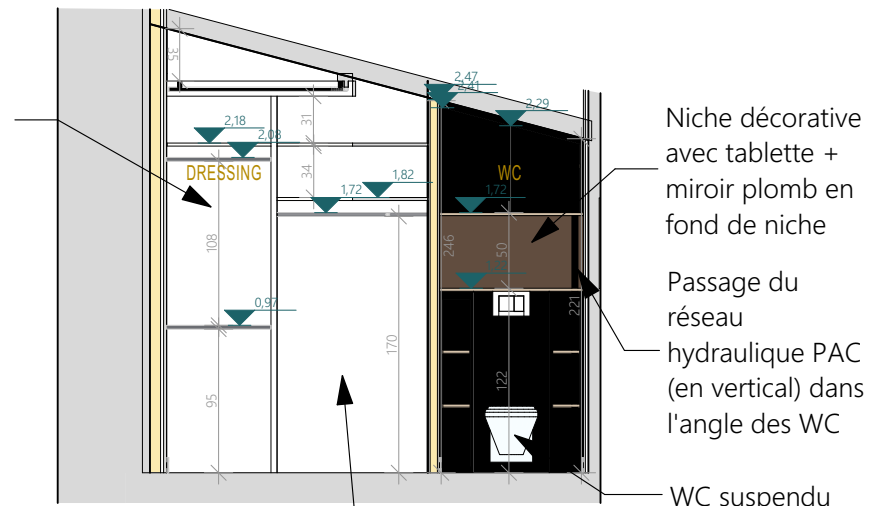 35
2,47
2,41
2,29
31
2,18
2,08
34
DRESSING
WC
1,82
1,72
1,72
108
246
50
221
0,97
170
122
95
Niche décorative
avec tablette +
miroir plomb en
fond de niche
Passage du
réseau
hydraulique PAC
(en vertical) dans
l'angle des WC
WC suspendu